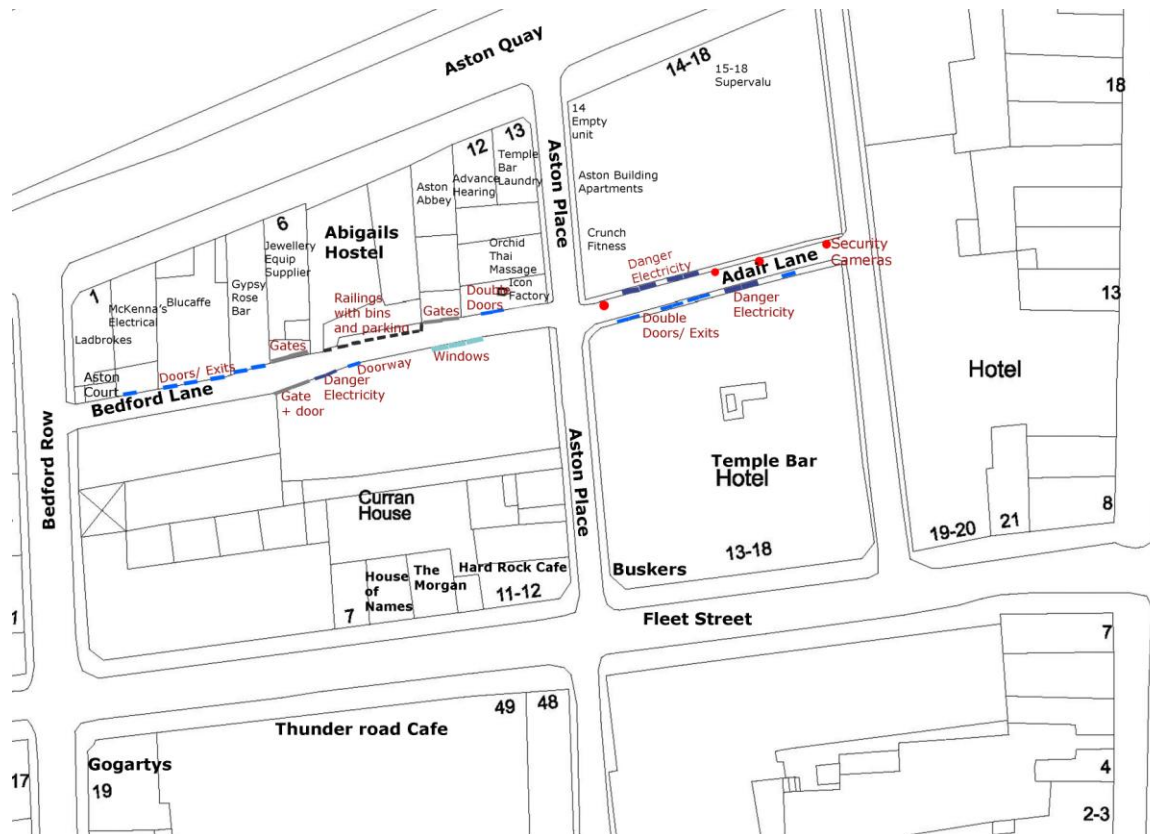 Aston Quay
14-18
15-18
Supervalu
18
14
Empty
unit
13
Temple
Bar
Laundry
12
Advance
Hearing
Aston
Abbey
Aston Place
Aston Building
Apartments
6
Jewellery
Equip
Supplier
Abigails
Hostel
Crunch
Fitness
Orchid
Thai
Massage
Icon
Factory
Security
Cameras
Adair Lane
Danger
Electricity
Gypsy
Rose
Bar
Blucaffe
1
McKenna's
Electrical
Ladbrokes
Railings
with bins
and parking
Gates
Double
Doors
13
Danger
Electricity
Double
Doors/ Exits
Gates
Windows
Doorway
Doors/ Exits
Aston
Court
Bedford Lane
Danger
Electricity
Gate
+ door
Hotel
Bedford Row
Aston Place
Temple Bar
Hotel
Curran
House
8
21
19-20
13-18
Buskers
Hard Rock Cafe
11-12
The
Morgan
House
of
Names
7
Fleet Street
1
7
49
48
Thunder road Cafe
Gogartys
19
17
4
2-3